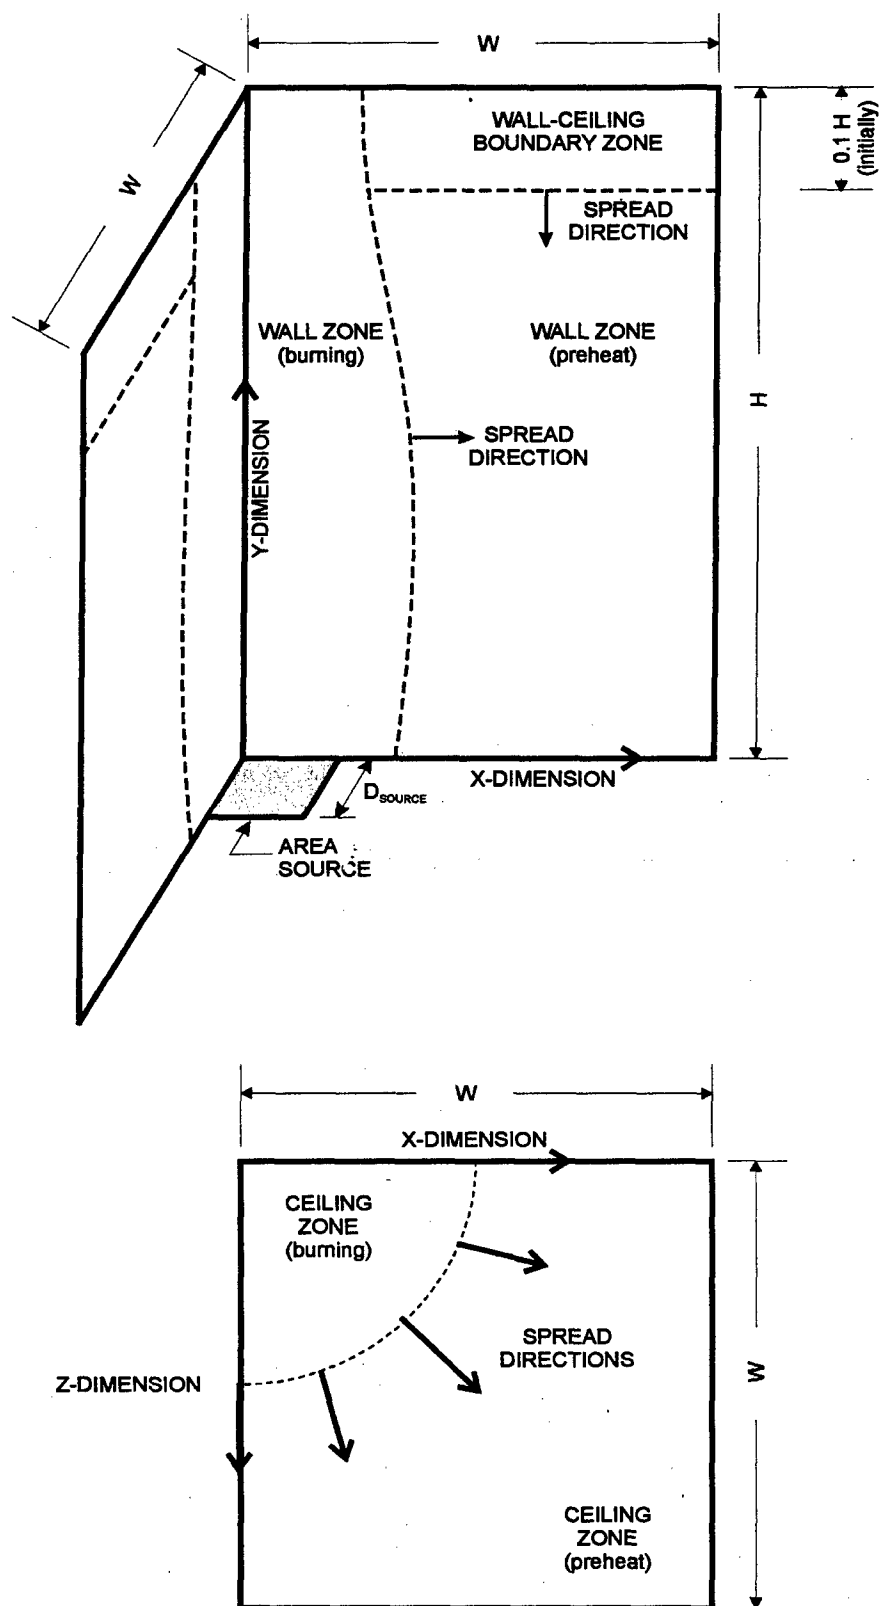 W
W
WALL-CEILING
BOUNDARY ZONE
0.1 H
(initially)
SPREAD
DIRECTION
WALL ZONE
(burning)
WALL ZONE
(preheat)
H
SPREAD
DIRECTION
Y-DIMENSION
X-DIMENSION
D SOURCE
AREA
SOURCE
W
X-DIMENSION
CEILING
ZONE
(burning)
SPREAD
DIRECTIONS
W
Z-DIMENSION
CEILING
ZONE
(preheat)